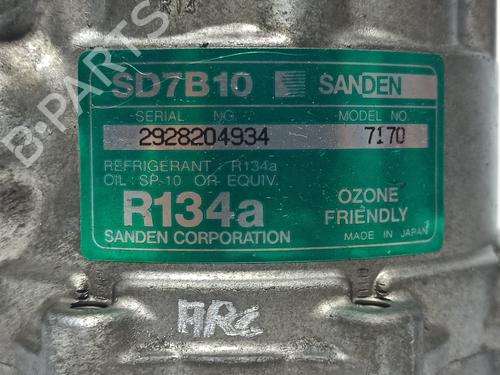 B-PARTS
SD7B10 SANDEN
SERIAL NO. MODEL NO.
2928204934 7170
REFRIGERANT : R134a
OIL : SP-10 OR EQUIV.
R134a OZONE
FRIENDLY
SANDEN CORPORATION MADE IN JAPAN
ARC